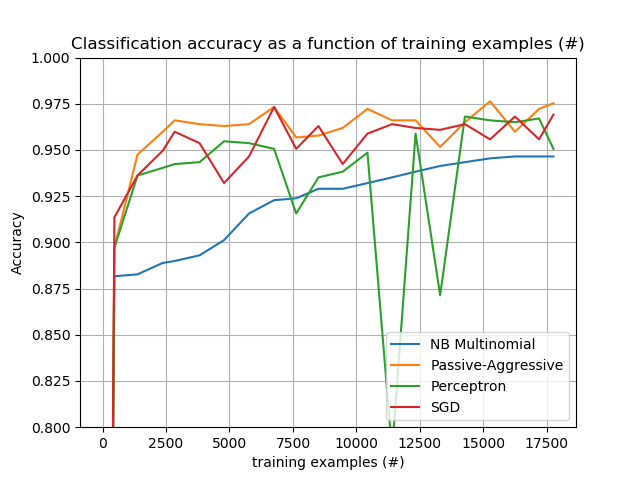 Classification accuracy as a function of training examples (#)
1.000
0.975
0.950
0.925
0.900
0.875
0.850
0.825
0.800
Accuracy
NB Multinomial
Passive-Aggressive
Perceptron
SGD
0 2500 5000 7500 10000 12500 15000 17500
training examples (#)